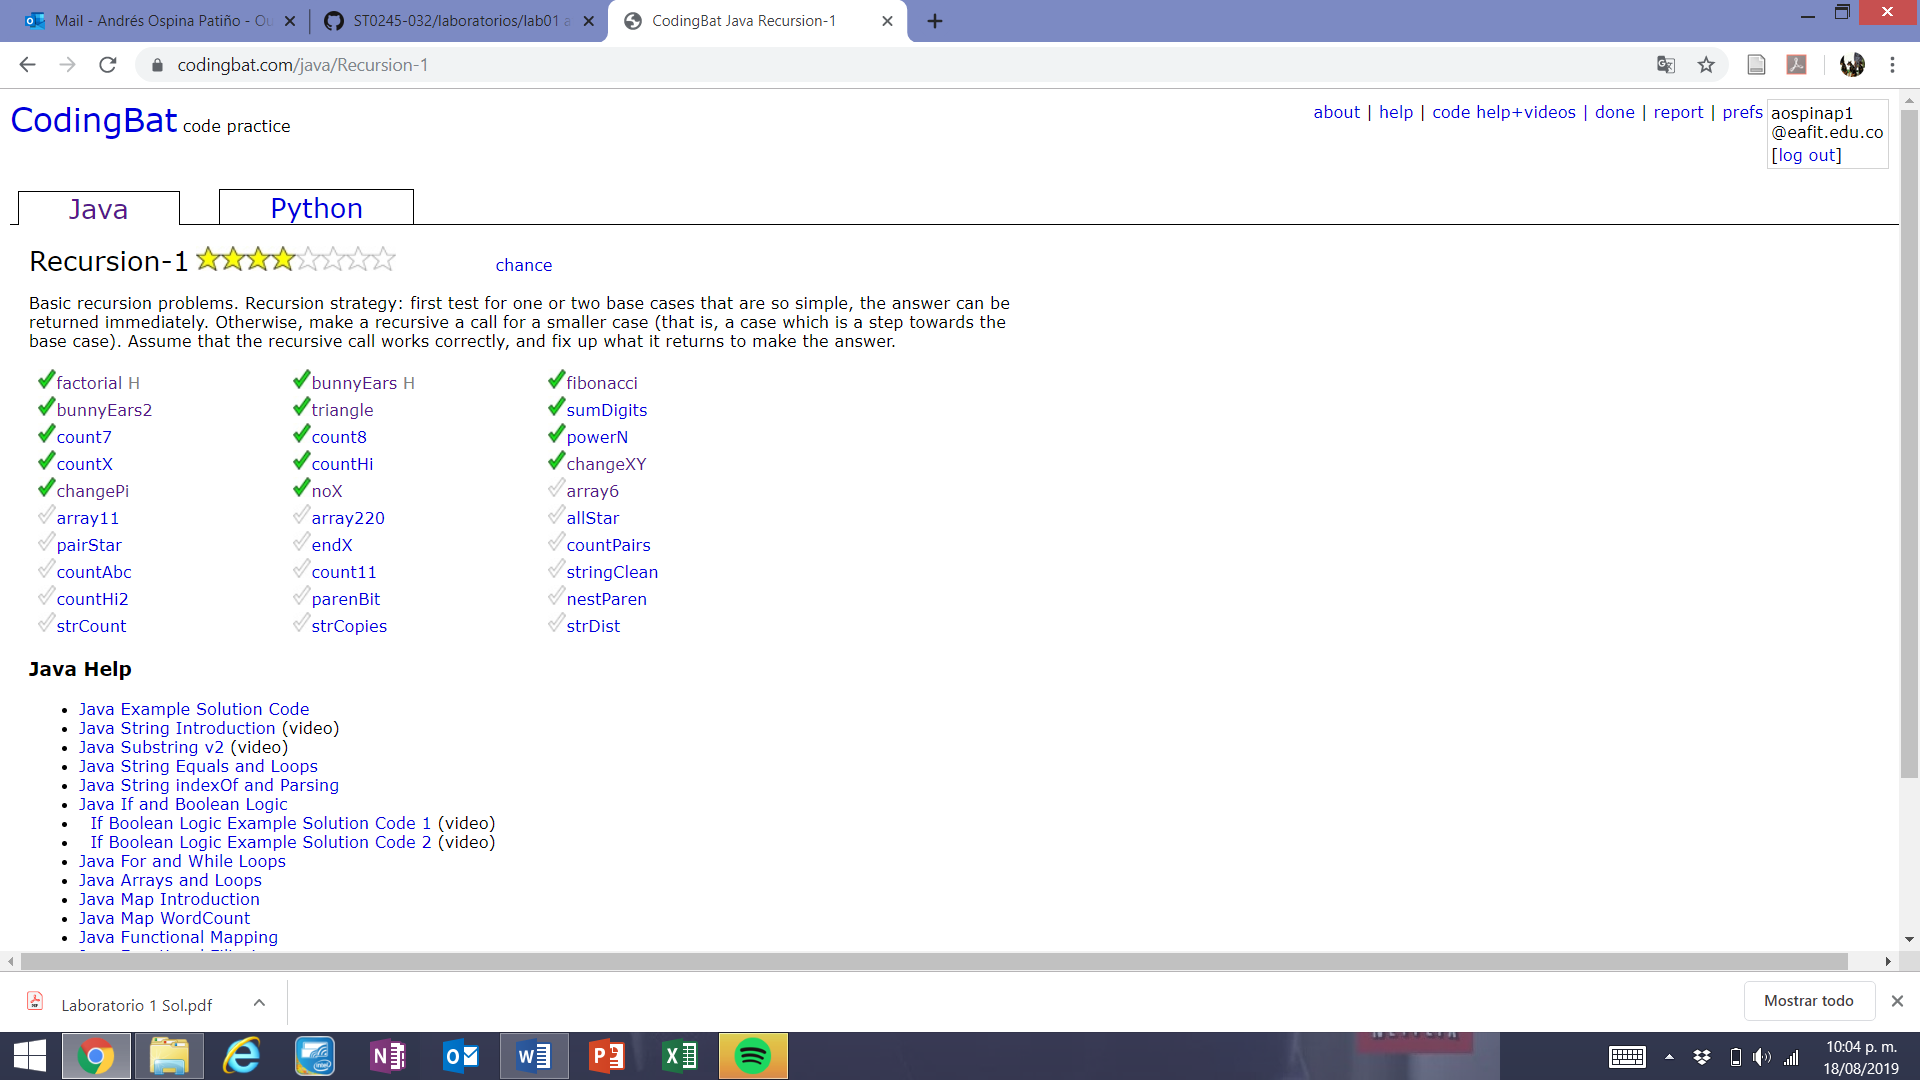 Mail - Andrés Ospina Patiño - Ou
ST0245-032/laboratorios/lab01 a
CodingBat Java Recursion-1
codingbat.com/java/Recursion-1
CodingBat code practice
about | help | code help+videos | done | report | prefs
aospinap1
@eafit.edu.co
[log out]
Java
Python
Recursion-1
chance
Basic recursion problems. Recursion strategy: first test for one or two base cases that are so simple, the answer can be
returned immediately. Otherwise, make a recursive a call for a smaller case (that is, a case which is a step towards the
base case). Assume that the recursive call works correctly, and fix up what it returns to make the answer.
factorial H bunnyEars H fibonacci
bunnyEars2 triangle sumDigits
count7 count8 powerN
countX countHi changeXY
changePi noX array6
array11 array220 allStar
pairStar endX countPairs
countAbc count11 stringClean
countHi2 parenBit nestParen
strCount strCopies strDist
Java Help
• Java Example Solution Code
• Java String Introduction (video)
• Java Substring v2 (video)
• Java String Equals and Loops
• Java String indexOf and Parsing
• Java If and Boolean Logic
• If Boolean Logic Example Solution Code 1 (video)
• If Boolean Logic Example Solution Code 2 (video)
• Java For and While Loops
• Java Arrays and Loops
• Java Map Introduction
• Java Map WordCount
• Java Functional Mapping
Laboratorio 1 Sol.pdf
Mostrar todo
10:04 p. m.
18/08/2019